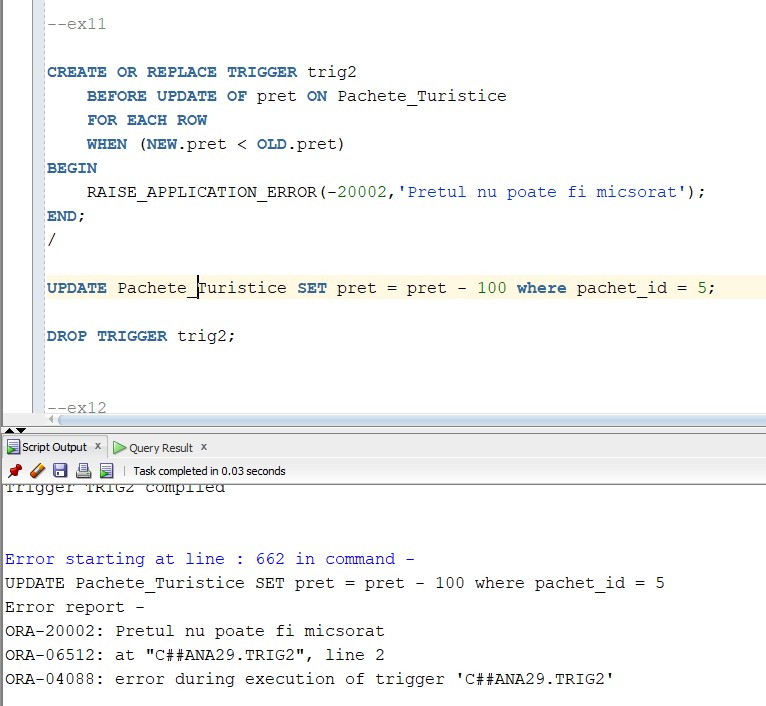 --ex11
CREATE OR REPLACE TRIGGER trig2
    BEFORE UPDATE OF pret ON Pachete_Turistice
    FOR EACH ROW
    WHEN (NEW.pret < OLD.pret)
BEGIN
    RAISE_APPLICATION_ERROR(-20002,'Pretul nu poate fi micsorat');
END;
/
UPDATE Pachete_Turistice SET pret = pret - 100 where pachet_id = 5;
DROP TRIGGER trig2;
--ex12
Script Output x Query Result x
Task completed in 0.03 seconds
Trigger TRIG2 compiled
Error starting at line : 662 in command -
UPDATE Pachete_Turistice SET pret = pret - 100 where pachet_id = 5
Error report -
ORA-20002: Pretul nu poate fi micsorat
ORA-06512: at "C##ANA29.TRIG2", line 2
ORA-04088: error during execution of trigger 'C##ANA29.TRIG2'